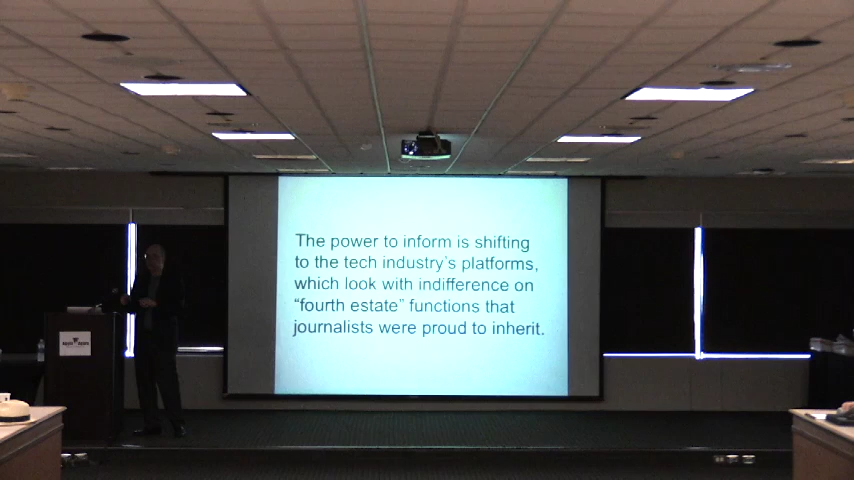 The power to inform is shifting
to the tech industry's platforms,
which look with indifference on
“fourth estate” functions that
journalists were proud to inherit.